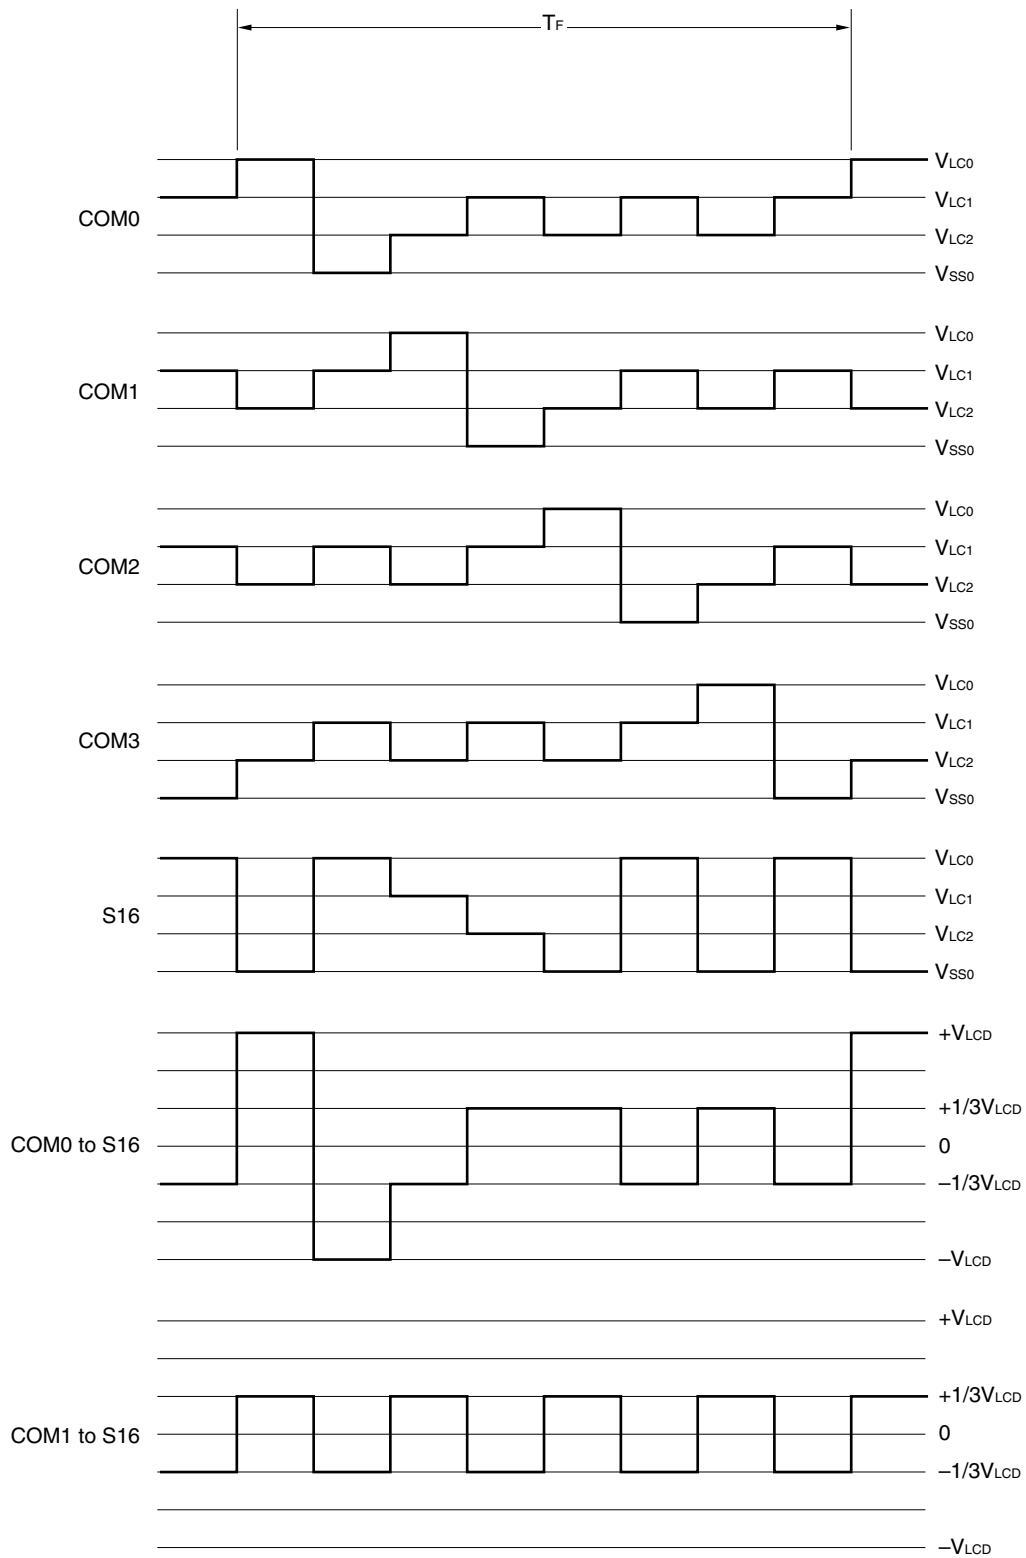 TF
VLC0
VLC1
COM0
VLC2
VSS0
VLC0
VLC1
COM1
VLC2
VSS0
VLC0
VLC1
COM2
VLC2
VSS0
VLC0
VLC1
COM3
VLC2
VSS0
VLC0
VLC1
S16
VLC2
VSS0
+VLCD
+1/3VLCD
COM0 to S16
0
–1/3VLCD
–VLCD
+VLCD
+1/3VLCD
COM1 to S16
0
–1/3VLCD
–VLCD